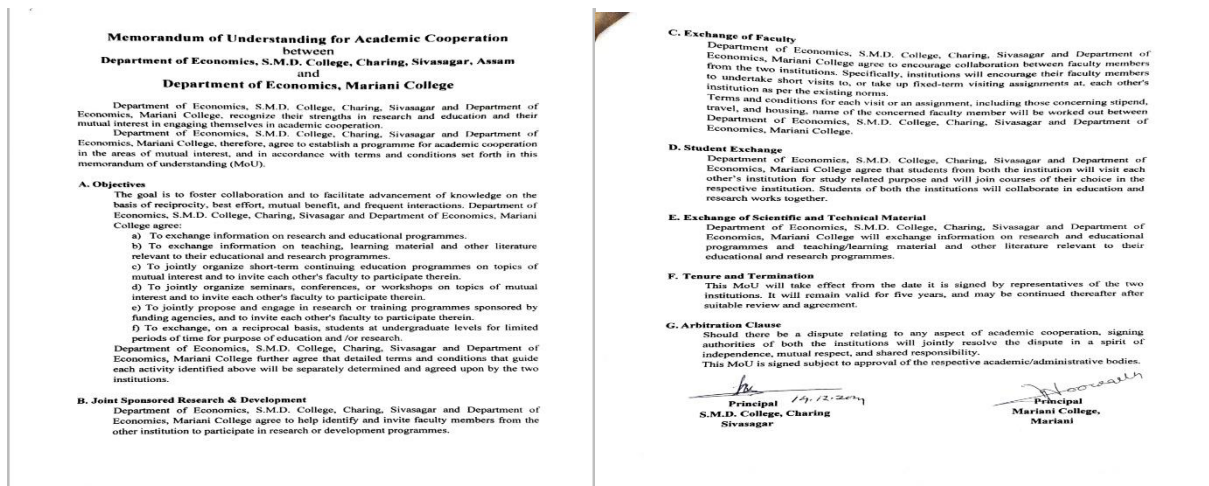 Memorandum of Understanding for Academic Cooperation
between
Department of Economics, S.M.D. College, Charing, Sivasagar, Assam
and
Department of Economics, Mariani College
Department of Economics, S.M.D. College, Charing, Sivasagar and Department of
Economics, Mariani College, recognize their strengths in research and education and their
mutual interest in engaging themselves in academic cooperation.
Department of Economics, S.M.D. College, Charing, Sivasagar and Department of
Economics, Mariani College, therefore, agree to establish a programme for academic cooperation
in the areas of mutual interest, and in accordance with terms and conditions set forth in this
memorandum of understanding (MoU).
A. Objectives
The goal is to foster collaboration and to facilitate advancement of knowledge on the
basis of reciprocity, best effort, mutual benefit, and frequent interactions. Department of
Economics, S.M.D. College, Charing, Sivasagar and Department of Economics, Mariani
College agree:
a) To exchange information on research and educational programmes.
b) To exchange information on teaching, learning material and other literature
relevant to their educational and research programmes.
c) To jointly organize short-term continuing education programmes on topics of
mutual interest and to invite each other's faculty to participate therein.
d) To jointly organize seminars, conferences, or workshops on topics of mutual
interest and to invite each other's faculty to participate therein.
e) To jointly propose and engage in research or training programmes sponsored by
funding agencies, and to invite each other's faculty to participate therein.
f) To exchange, on a reciprocal basis, students at undergraduate levels for limited
periods of time for purpose of education and /or research.
Department of Economics, S.M.D. College, Charing, Sivasagar and Department of
Economics, Mariani College further agree that detailed terms and conditions that guide
each activity identified above will be separately determined and agreed upon by the two
institutions.
B. Joint Sponsored Research & Development
Department of Economics, S.M.D. College, Charing, Sivasagar and Department of
Economics, Mariani College agree to help identify and invite faculty members from the
other institution to participate in research or development programmes.
C. Exchange of Faculty
Department of Economics, S.M.D. College, Charing, Sivasagar and Department of
Economics, Mariani College agree to encourage collaboration between faculty members
from the two institutions. Specifically, institutions will encourage their faculty members
to undertake short visits to, or take up fixed-term visiting assignments at, each other's
institution as per the existing norms.
Terms and conditions for each visit or an assignment, including those concerning stipend,
travel, and housing, name of the concerned faculty member will be worked out between
Department of Economics, S.M.D. College, Charing, Sivasagar and Department of
Economics, Mariani College.
D. Student Exchange
Department of Economics, S.M.D. College, Charing, Sivasagar and Department of
Economics, Mariani College agree that students from both the institution will visit each
other's institution for study related purpose and will join courses of their choice in the
respective institution. Students of both the institutions will collaborate in education and
research works together.
E. Exchange of Scientific and Technical Material
Department of Economics, S.M.D. College, Charing, Sivasagar and Department of
Economics, Mariani College will exchange information on research and educational
programmes and teaching/learning material and other literature relevant to their
educational and research programmes.
F. Tenure and Termination
This MoU will take effect from the date it is signed by representatives of the two
institutions. It will remain valid for five years, and may be continued thereafter after
suitable review and agreement.
G. Arbitration Clause
Should there be a dispute relating to any aspect of academic cooperation, signing
authorities of both the institutions will jointly resolve the dispute in a spirit of
independence, mutual respect, and shared responsibility.
This MoU is signed subject to approval of the respective academic/administrative bodies.
Principal
S.M.D. College, Charing
Sivasagar
Principal
Mariani College,
Mariani